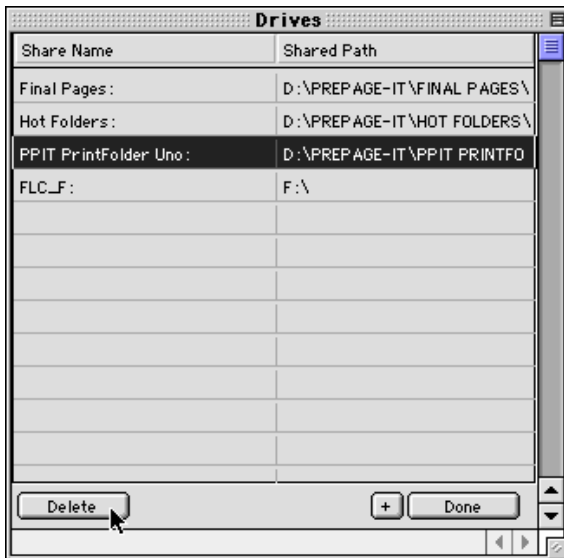 Drives
Share Name Shared Path
Final Pages: D:\PREPAGE-IT\FINAL PAGES\
Hot Folders: D:\PREPAGE-IT\HOT FOLDERS\
PPIT PrintFolder Uno: D:\PREPAGE-IT\PPIT PRINTFO
FLC_F: F:\
Delete + Done